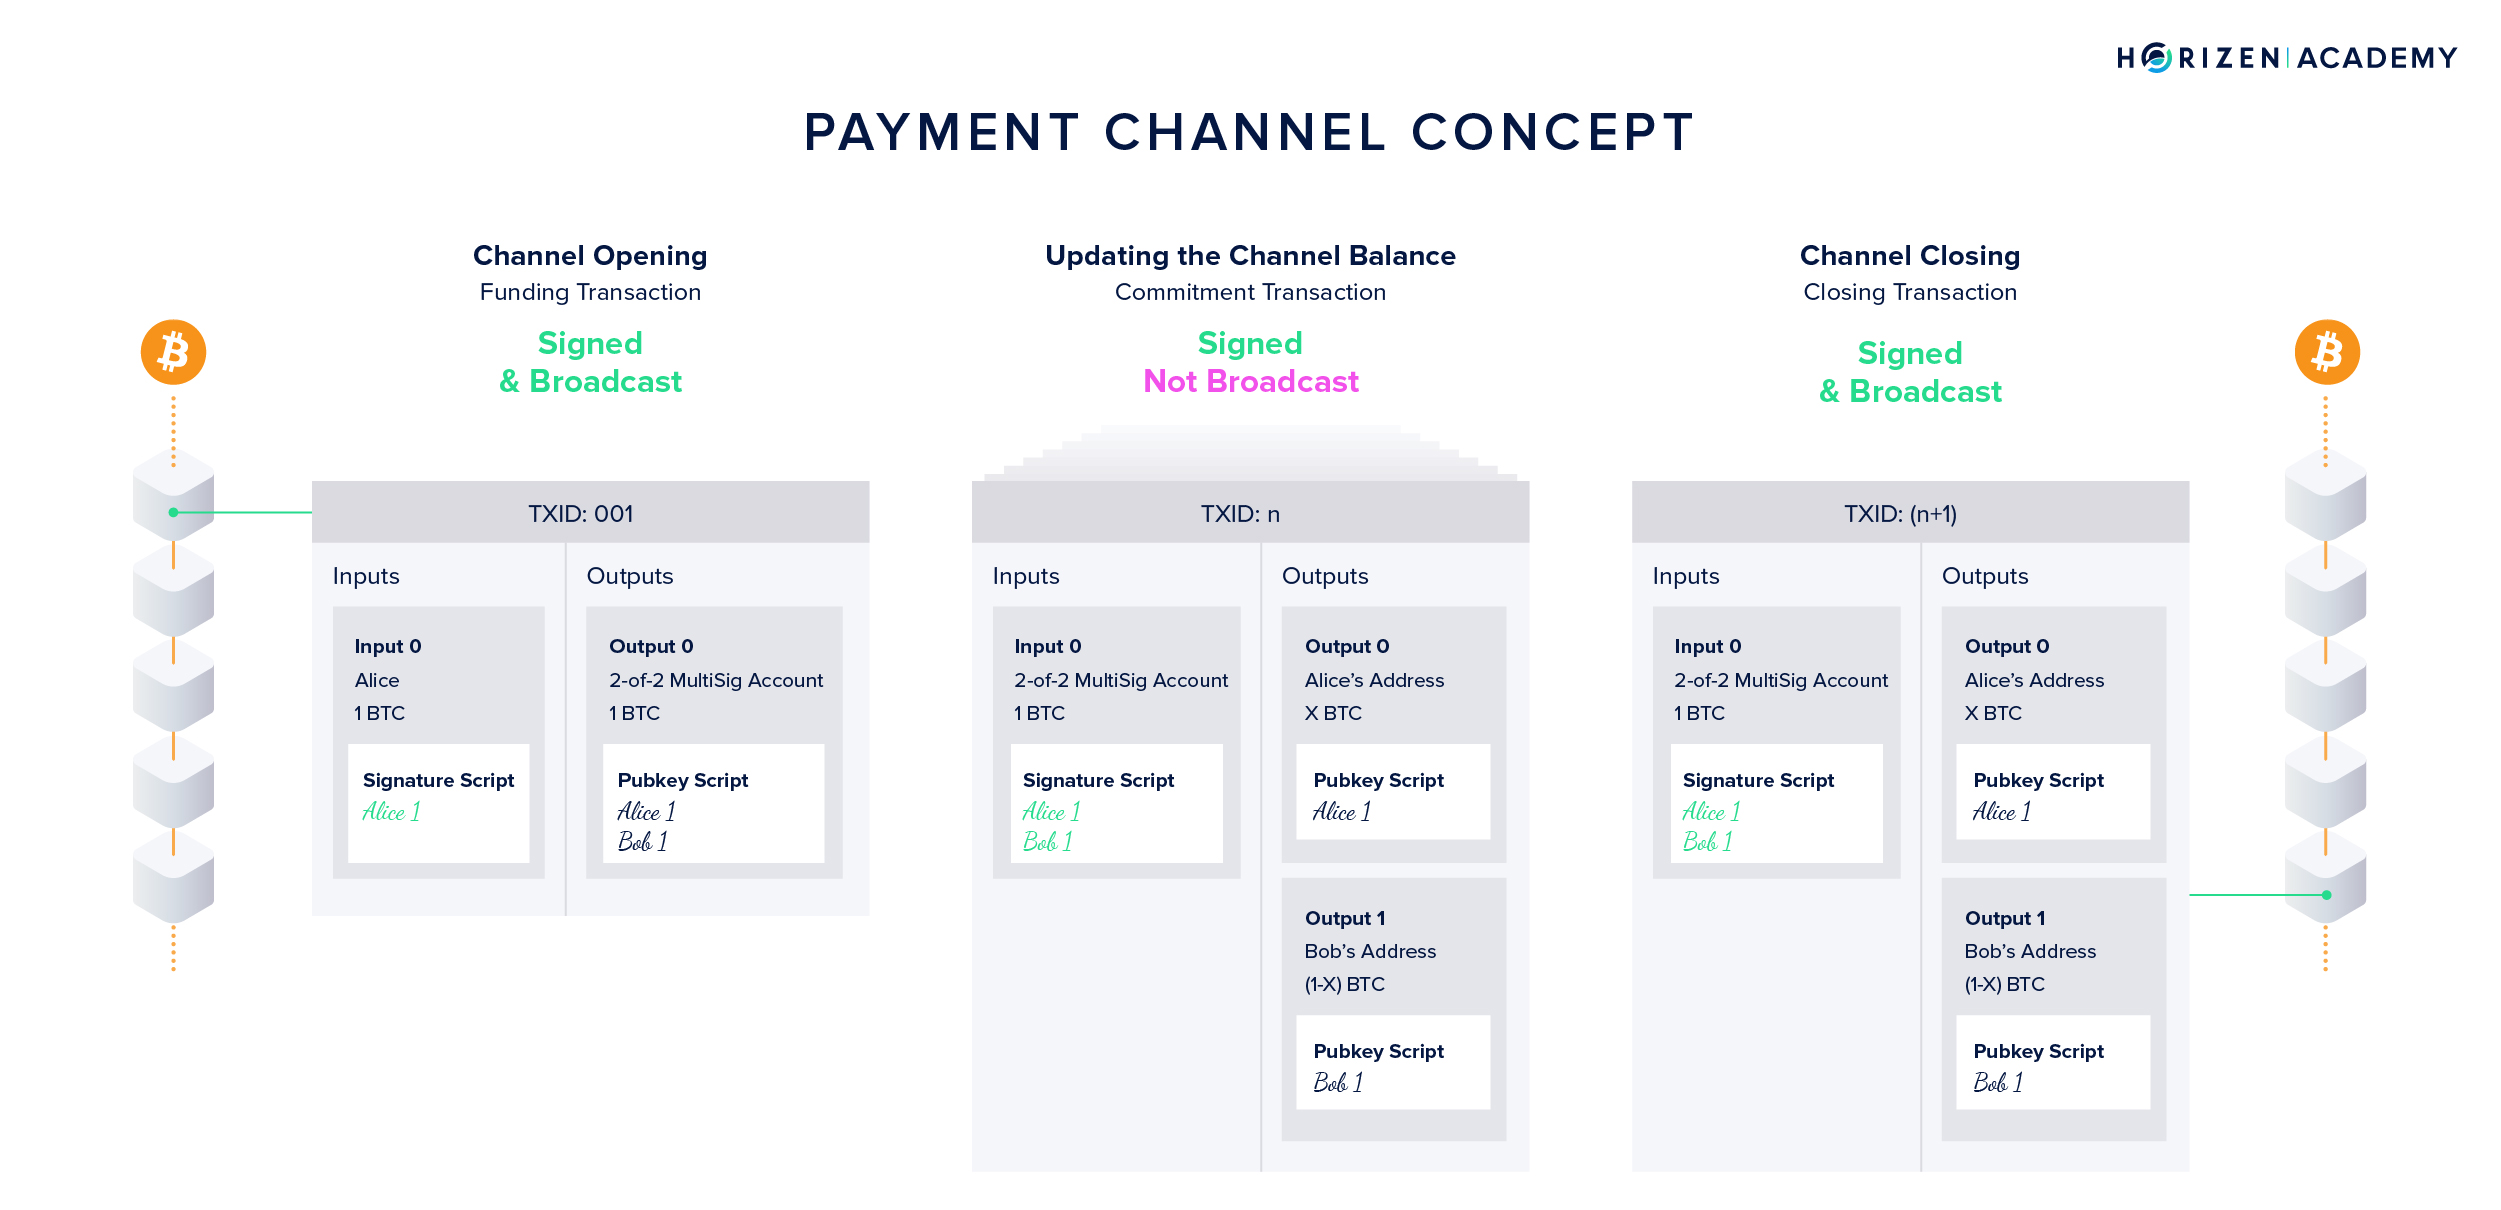 HORIZEN | ACADEMY
PAYMENT CHANNEL CONCEPT
Channel Opening
Funding Transaction
Signed
& Broadcast
TXID: 001
Inputs
Input 0
Alice
1 BTC
Signature Script
Alice 1
Outputs
Output 0
2-of-2 MultiSig Account
1 BTC
Pubkey Script
Alice 1
Bob 1
Updating the Channel Balance
Commitment Transaction
Signed
Not Broadcast
TXID: n
Inputs
Input 0
2-of-2 MultiSig Account
1 BTC
Signature Script
Alice 1
Bob 1
Outputs
Output 0
Alice’s Address
X BTC
Pubkey Script
Alice 1
Output 1
Bob’s Address
(1-X) BTC
Pubkey Script
Bob 1
Channel Closing
Closing Transaction
Signed
& Broadcast
TXID: (n+1)
Inputs
Input 0
2-of-2 MultiSig Account
1 BTC
Signature Script
Alice 1
Bob 1
Outputs
Output 0
Alice’s Address
X BTC
Pubkey Script
Alice 1
Output 1
Bob’s Address
(1-X) BTC
Pubkey Script
Bob 1